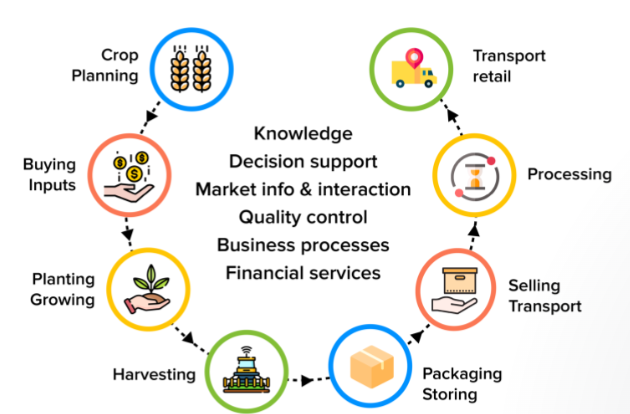 Crop
Planning
Buying
Inputs
Planting
Growing
Harvesting
Packaging
Storing
Selling
Transport
Processing
Transport
retail
Knowledge
Decision support
Market info & interaction
Quality control
Business processes
Financial services